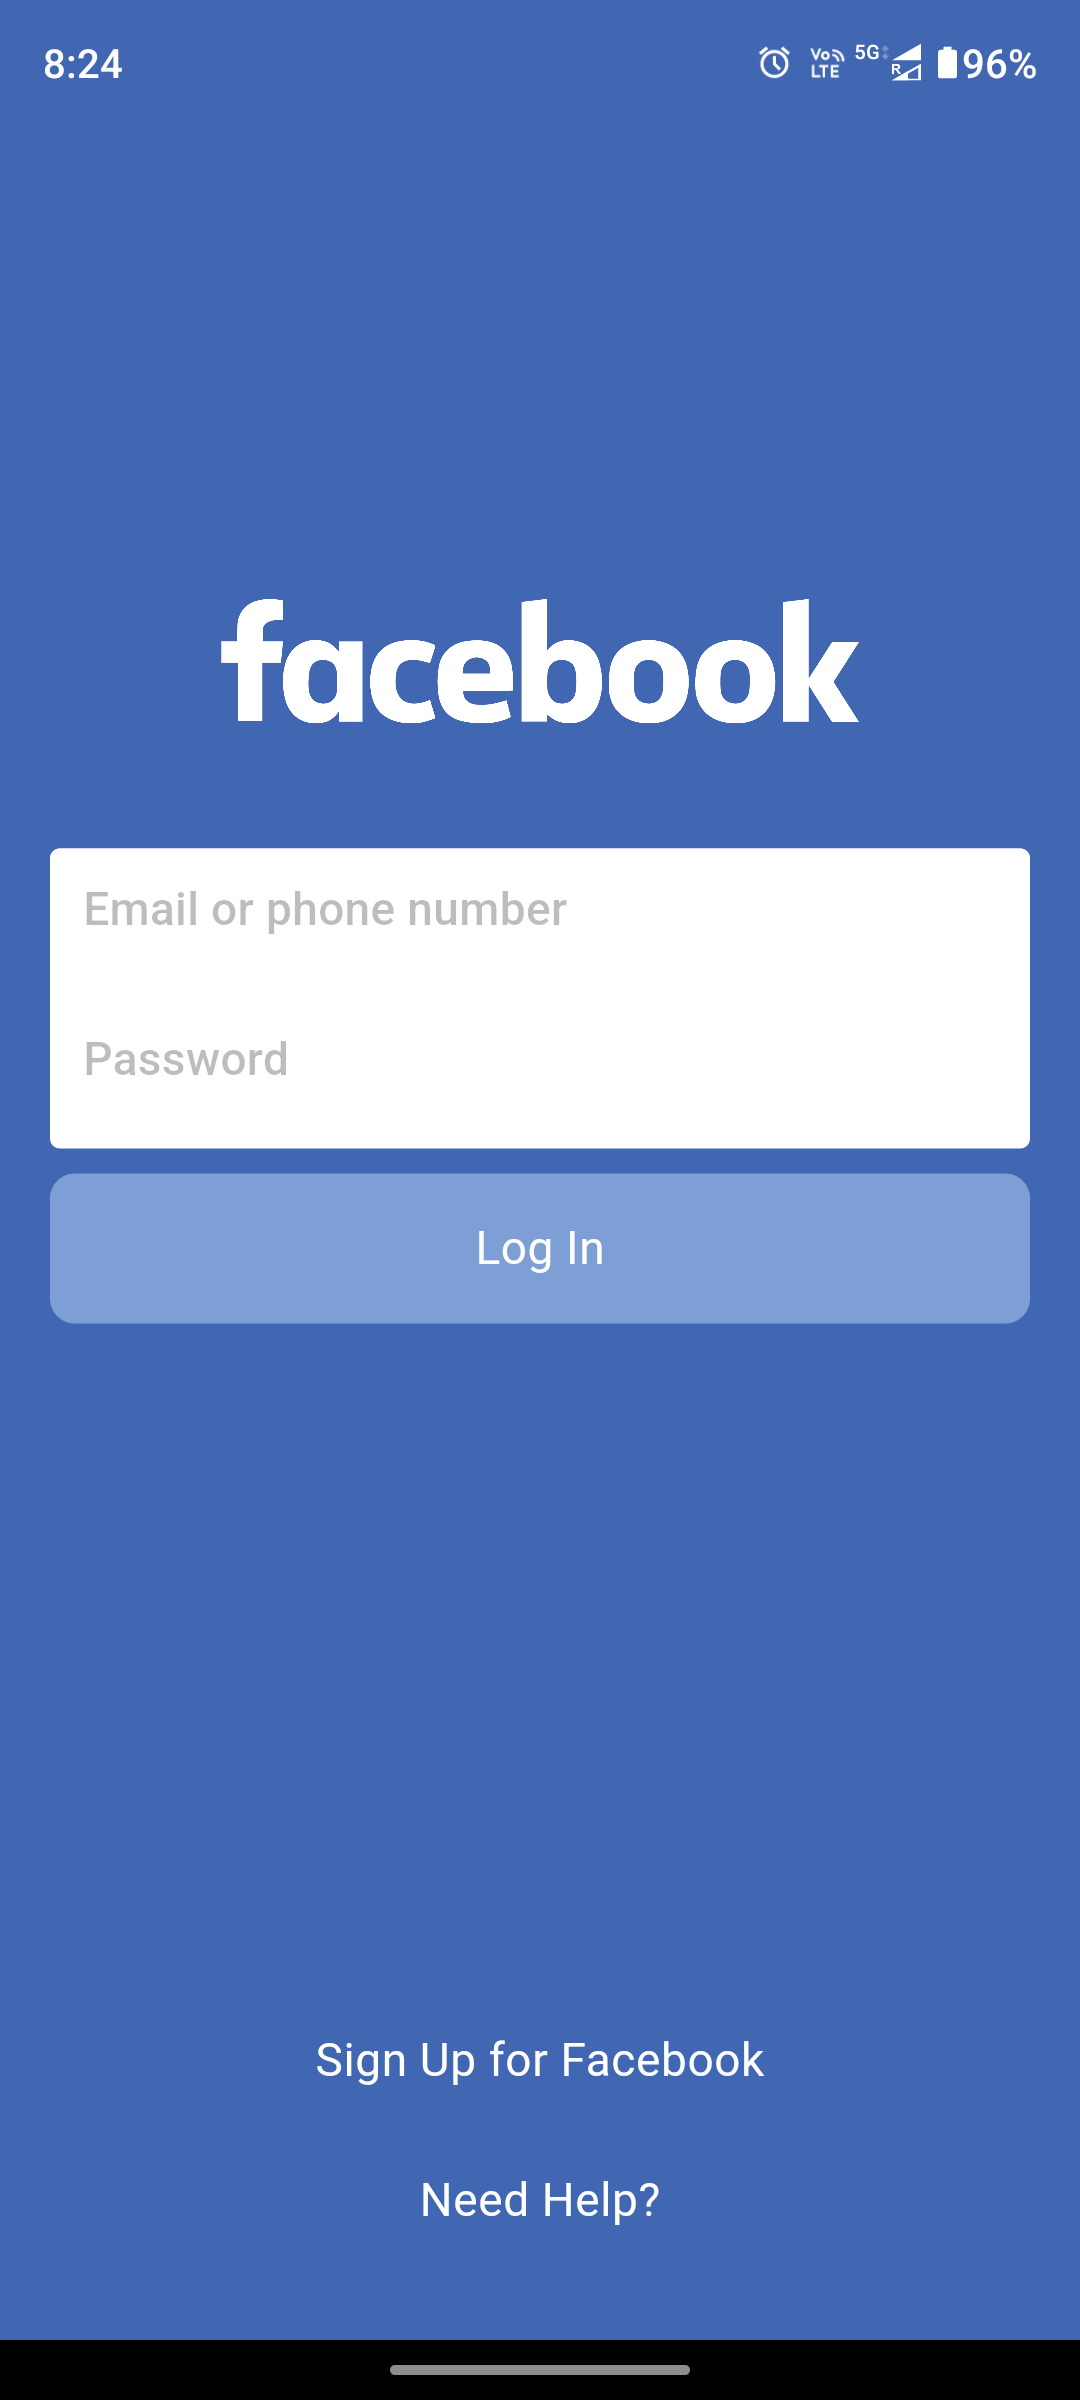 8:24 Vo LTE 5G R 96%
facebook
Email or phone number
Password
Log In
Sign Up for Facebook
Need Help?